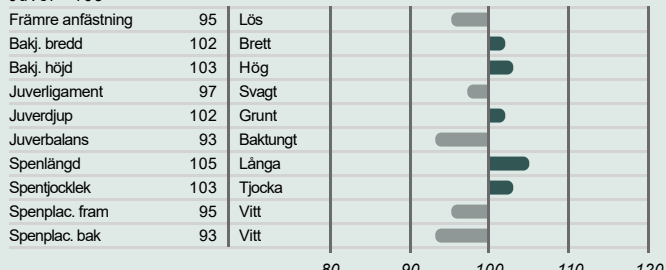 Främre anfästning 95 Lös
Bakj. bredd 102 Brett
Bakj. höjd 103 Hög
Juverligament 97 Svagt
Juverdjup 102 Grunt
Juverbalans 93 Baktungt
Spenlängd 105 Långa
Spentjocklek 103 Tjocka
Spenplac. fram 95 Vitt
Spenplac. bak 93 Vitt
80 90 100 110 120